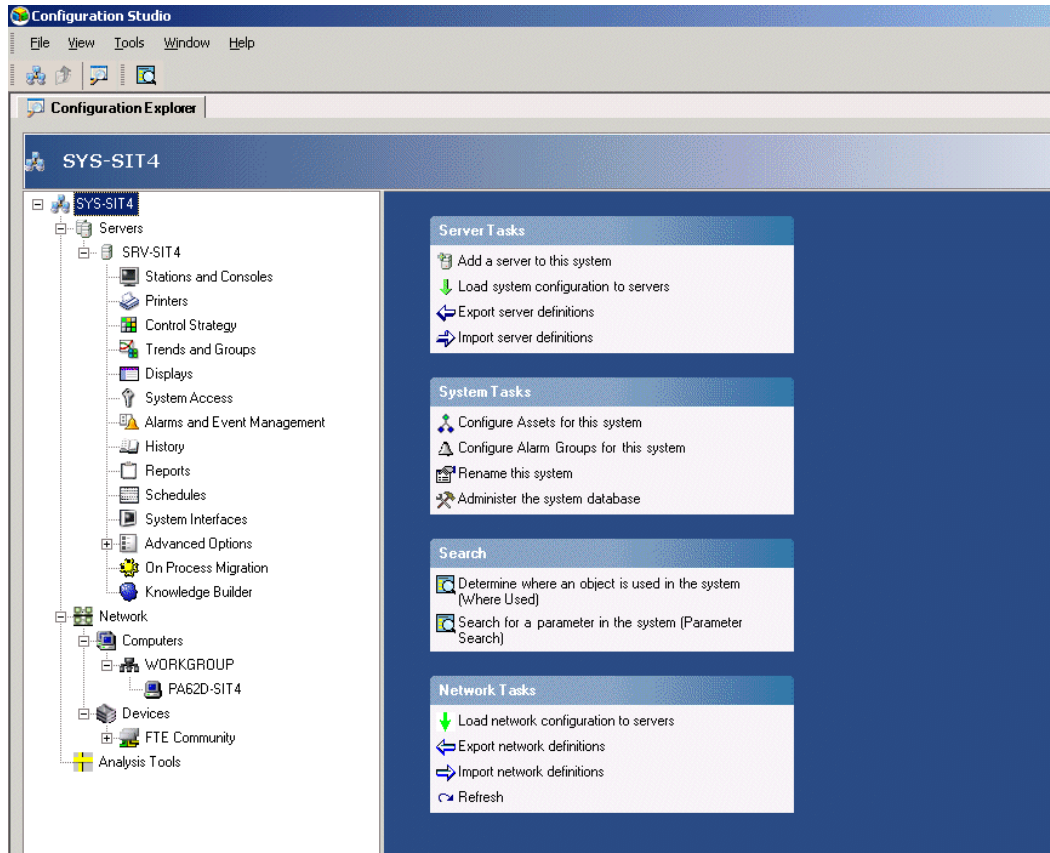 Configuration Studio
File View Tools Window Help
Configuration Explorer
SYS-SIT4
SYS-SIT4
Servers
SRV-SIT4
Stations and Consoles
Printers
Control Strategy
Trends and Groups
Displays
System Access
Alarms and Event Management
History
Reports
Schedules
System Interfaces
Advanced Options
On Process Migration
Knowledge Builder
Network
Computers
WORKGROUP
PA62D-SIT4
Devices
FTE Community
Analysis Tools
Server Tasks
Add a server to this system
Load system configuration to servers
Export server definitions
Import server definitions
System Tasks
Configure Assets for this system
Configure Alarm Groups for this system
Rename this system
Administer the system database
Search
Determine where an object is used in the system
(Where Used)
Search for a parameter in the system (Parameter
Search)
Network Tasks
Load network configuration to servers
Export network definitions
Import network definitions
Refresh